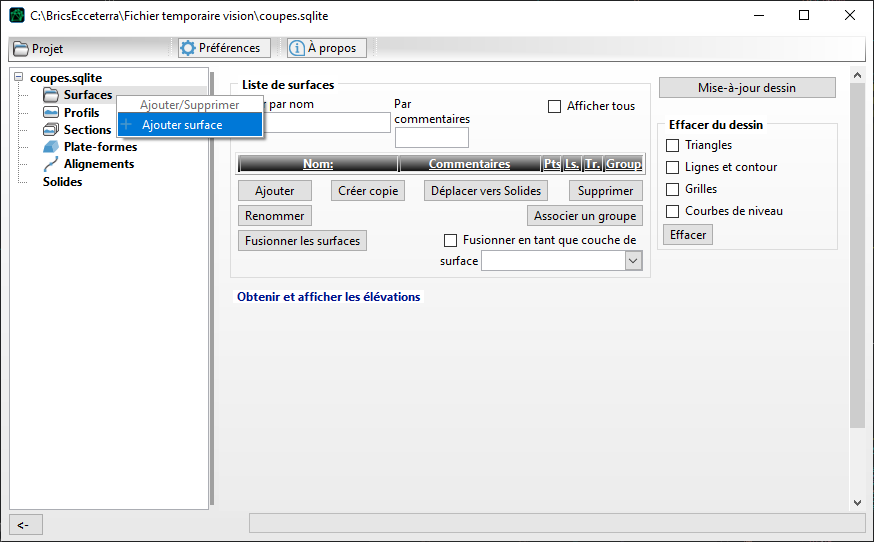 C:\BricsEcceterra\Fichier temporaire vision\coupes.sqlite
Projet
Préférences
À propos
coupes.sqlite
Surfaces
Profils
Sections
Plate-formes
Alignements
Solides
Ajouter/Supprimer
Ajouter surface
Liste de surfaces
par nom
Par
commentaires
Afficher tous
Nom: Commentaires Pts Ls. Tr. Group
Ajouter
Créer copie
Déplacer vers Solides
Supprimer
Renommer
Associer un groupe
Fusionner les surfaces
Fusionner en tant que couche de
surface
Obtenir et afficher les élévations
Mise-à-jour dessin
Effacer du dessin
Triangles
Lignes et contour
Grilles
Courbes de niveau
Effacer
<-